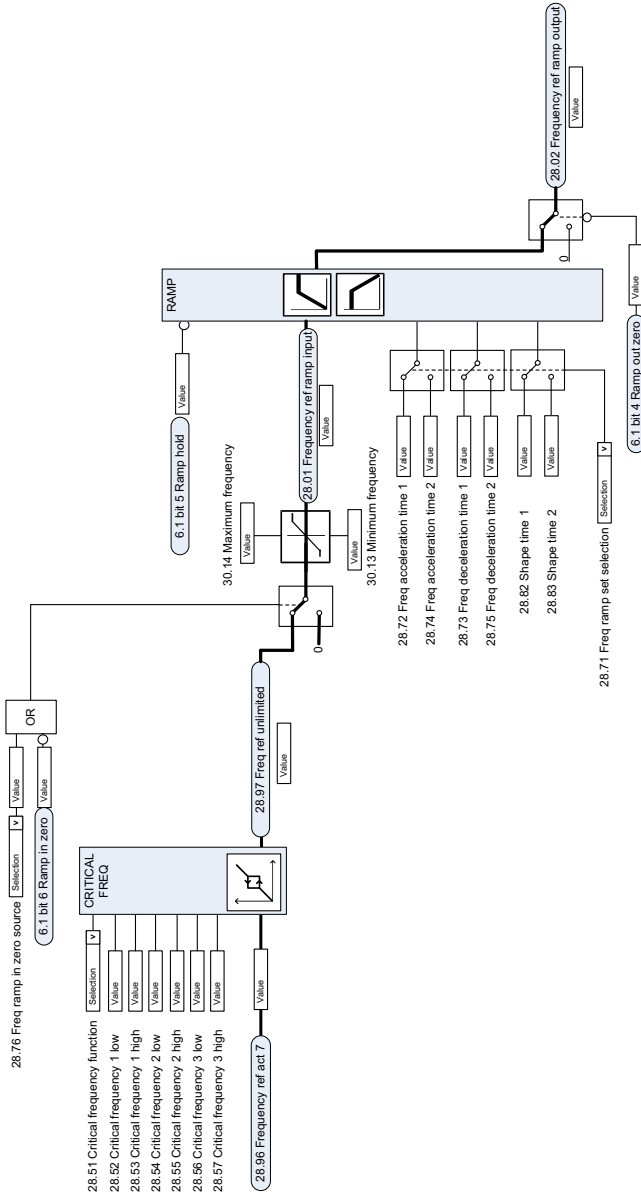 28.76 Freq ramp in zero source Selection v Value
6.1 bit 6 Ramp in zero Value
OR
28.51 Critical frequency function Selection v
28.52 Critical frequency 1 low Value
28.53 Critical frequency 1 high Value
28.54 Critical frequency 2 low Value
28.55 Critical frequency 2 high Value
28.56 Critical frequency 3 low Value
28.57 Critical frequency 3 high Value
CRITICAL
FREQ
28.96 Frequency ref act 7 Value
28.97 Freq ref unlimited
Value
0
30.14 Maximum frequency
Value
30.13 Minimum frequency
Value
6.1 bit 5 Ramp hold Value
RAMP
28.01 Frequency ref ramp input
Value
28.72 Freq acceleration time 1 Value
28.74 Freq acceleration time 2 Value
28.73 Freq deceleration time 1 Value
28.75 Freq deceleration time 2 Value
28.82 Shape time 1 Value
28.83 Shape time 2 Value
28.71 Freq ramp set selection Selection v
0
28.02 Frequency ref ramp output
Value
6.1 bit 4 Ramp out zero Value